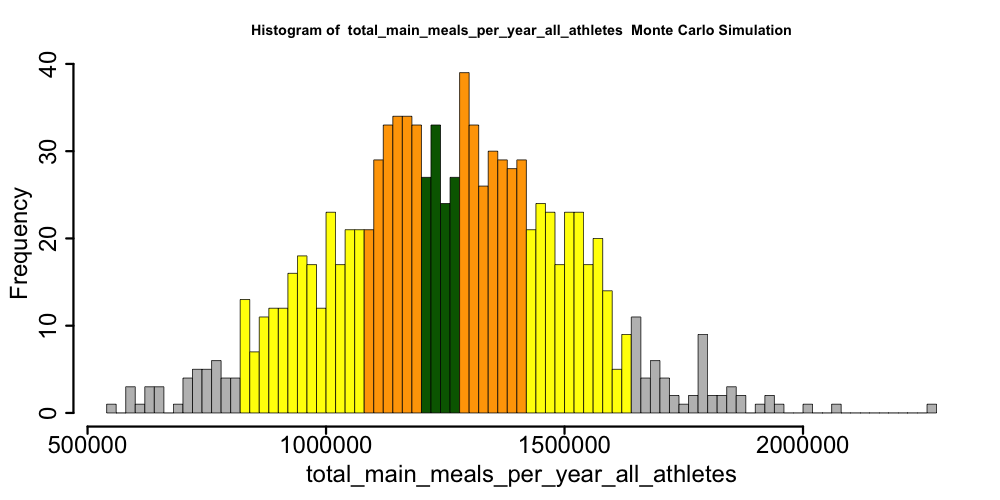 Histogram of  total_main_meals_per_year_all_athletes  Monte Carlo Simulation
Frequency
40
30
20
10
0
500000 1000000 1500000 2000000
total_main_meals_per_year_all_athletes